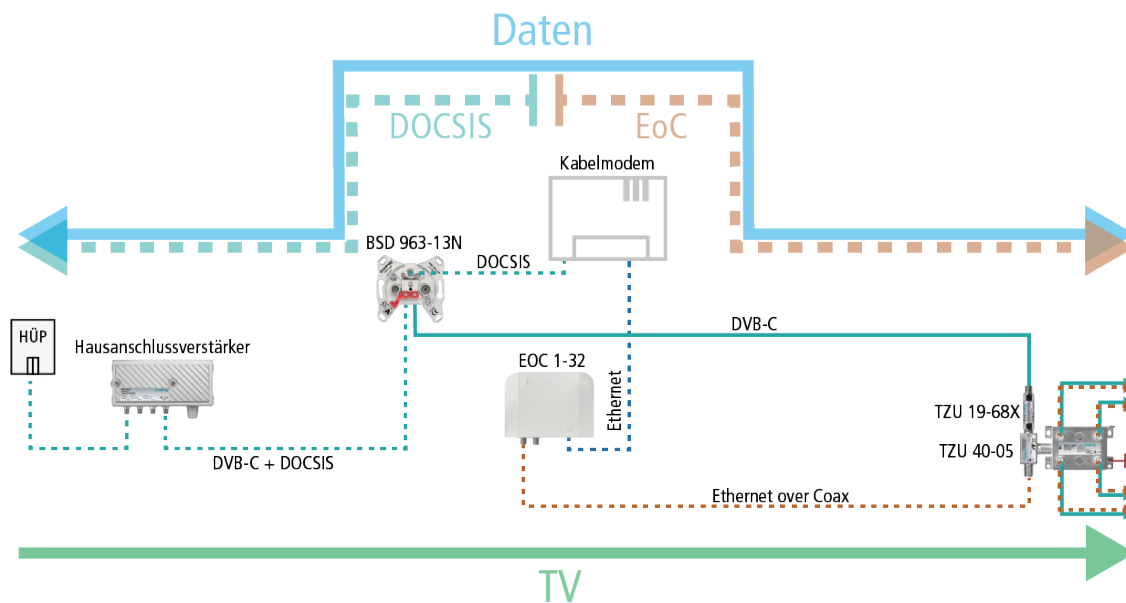 Daten
DOCSIS
EoC
Kabelmodem
BSD 963-13N
DOCSIS
HÜP
Hausanschlussverstärker
DVB-C
EOC 1-32
Ethernet
TZU 19-68X
TZU 40-05
DVB-C + DOCSIS
Ethernet over Coax
TV